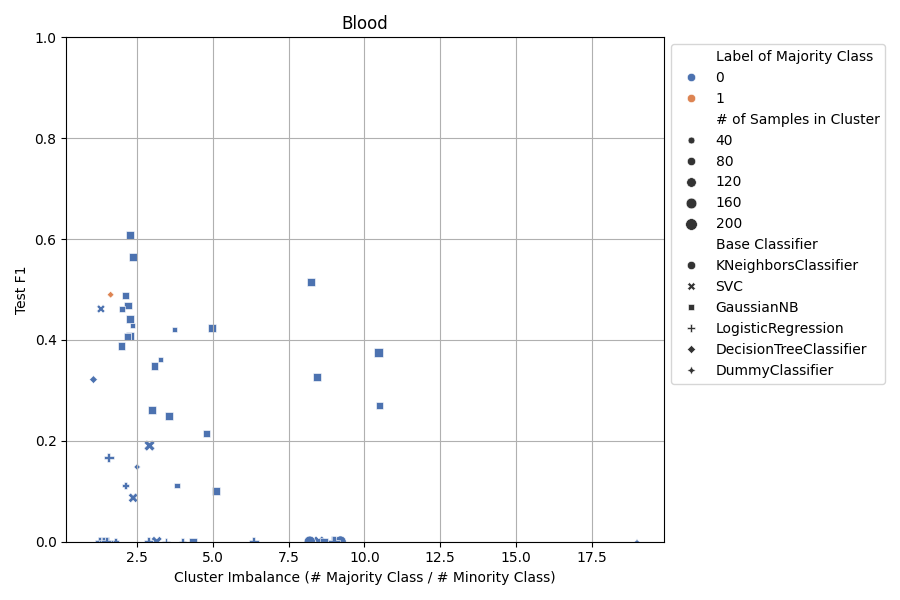 Blood
1.0
0.8
0.6
0.4
0.2
0.0
Test F1
2.5 5.0 7.5 10.0 12.5 15.0 17.5
Cluster Imbalance (# Majority Class / # Minority Class)
Label of Majority Class
0
1
# of Samples in Cluster
40
80
120
160
200
Base Classifier
KNeighborsClassifier
SVC
GaussianNB
LogisticRegression
DecisionTreeClassifier
DummyClassifier